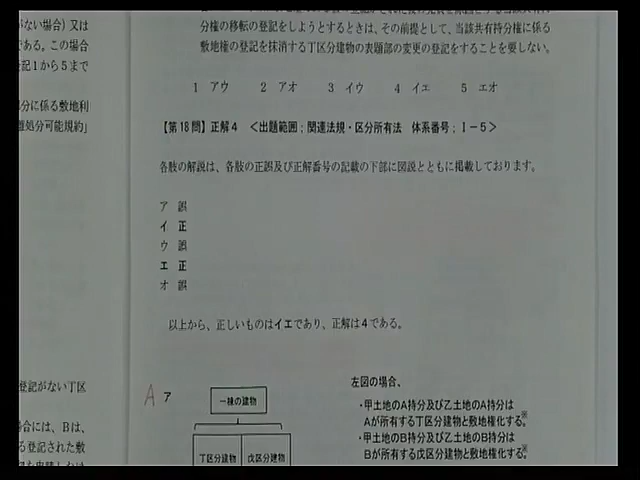 がない場合）又は
である。この場合
記1から5まで
分に係る敷地利
処分可能規約」
登記がない丁区
場合には、Bは、
る登記された敷
分権の移転の登記をしようとするときは、その前提として、当該共有持分権に係る
敷地権の登記を抹消する丁区分建物の表題部の変更の登記をすることを要しない。
1 アウ 2 アオ 3 イウ 4 イエ 5 エオ
【第18問】正解4 ＜出題範囲；関連法規・区分所有法 体系番号；Ⅰ－5＞
各肢の解説は、各肢の正誤及び正解番号の記載の下部に図説とともに掲載しております。
ア 誤
イ 正
ウ 誤
エ 正
オ 誤
以上から、正しいものはイエであり、正解は4である。
A ア
一棟の建物
丁区分建物 戊区分建物
左図の場合、
・甲土地のA持分及び乙土地のA持分は
Aが所有する丁区分建物と敷地権化する。※
・甲土地のB持分及び乙土地のB持分は
Bが所有する戊区分建物と敷地権化する。※